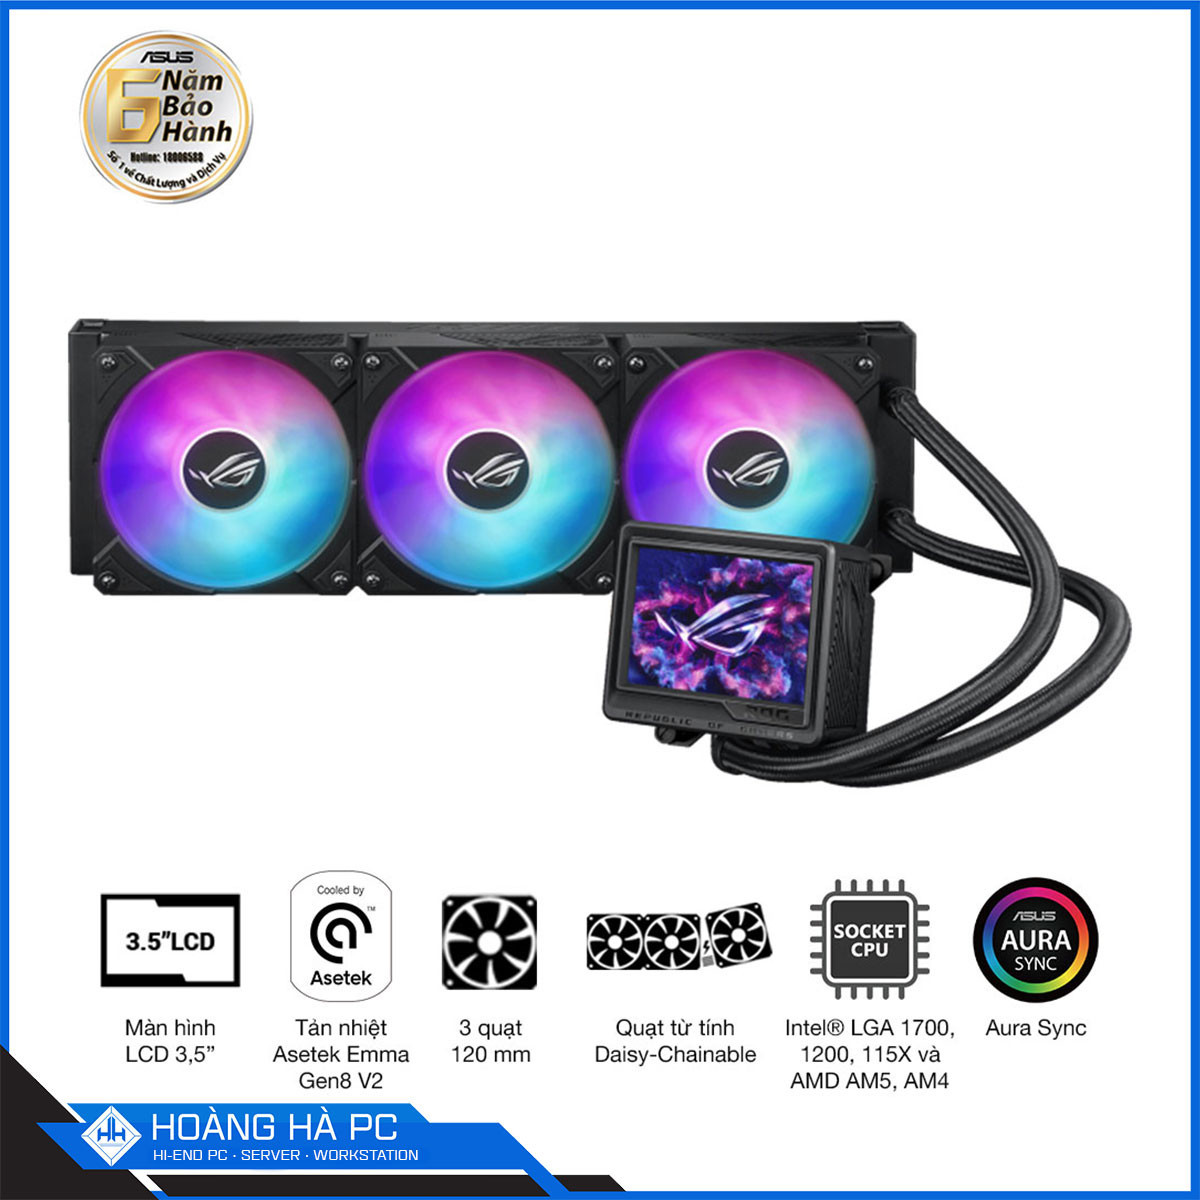 ASUS
6 Năm
Bảo
Hành
Hotline: 18006588
Số 1 về Chất Lượng và Dịch Vụ
REPUBLIC OF GAMERS
ROG
3.5”LCD
Cooled by
™
Asetek
SOCKET
CPU
ASUS
AURA
SYNC
Màn hình
LCD 3,5”
Tản nhiệt
Asetek Emma
Gen8 V2
3 quạt
120 mm
Quạt từ tính
Daisy-Chainable
Intel® LGA 1700,
1200, 115X và
AMD AM5, AM4
Aura Sync
HH
HOÀNG HÀ PC
HI-END PC · SERVER · WORKSTATION